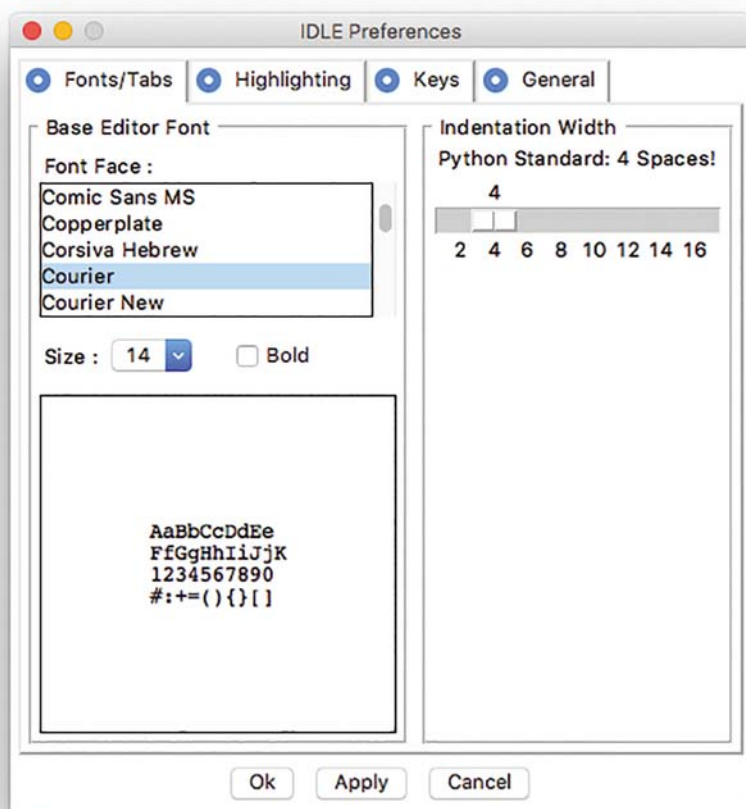 IDLE Preferences
Fonts/Tabs Highlighting Keys General
Base Editor Font
Font Face :
Comic Sans MS
Copperplate
Corsiva Hebrew
Courier
Courier New
Size : 14 Bold
AaBbCcDdEe
FfGgHhIiJjK
1234567890
#:+=(){}[]
Indentation Width
Python Standard: 4 Spaces!
4
2 4 6 8 10 12 14 16
Ok Apply Cancel